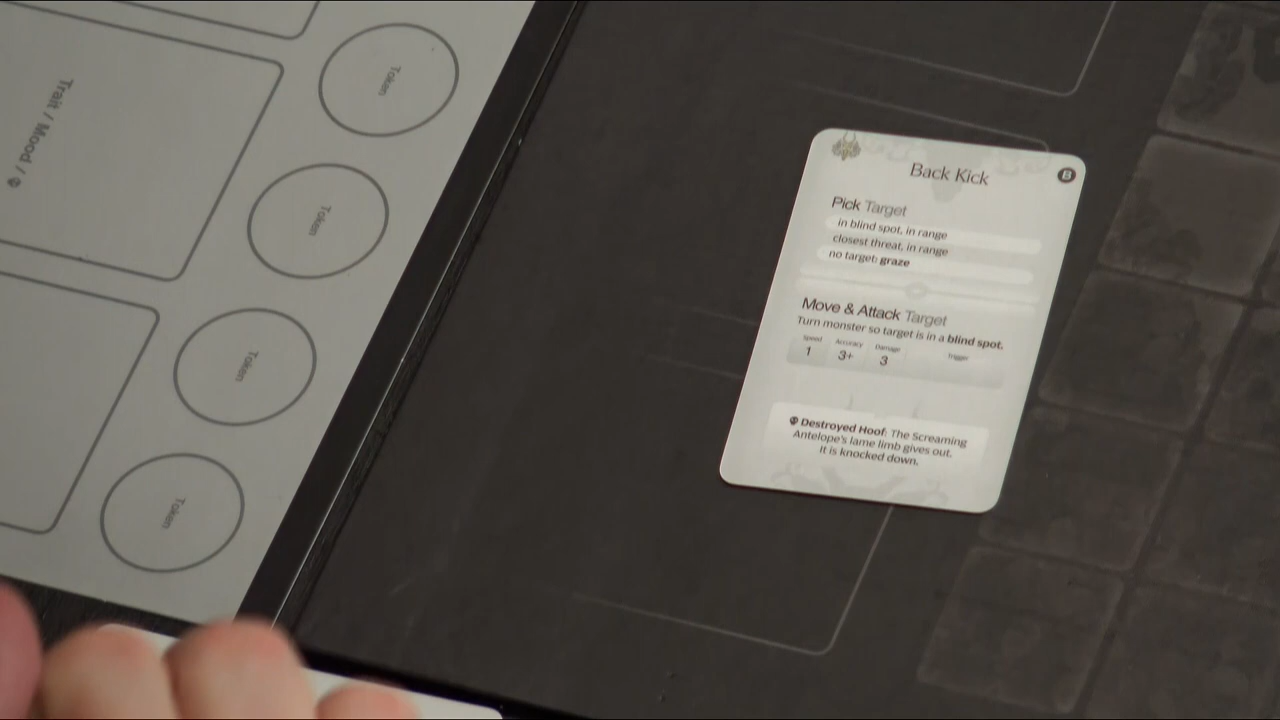 Trait / Mood /
Token
Token
Token
Token
Back Kick
B
Pick Target
in blind spot, in range
closest threat, in range
no target: graze
Move & Attack Target
Turn monster so target is in a blind spot.
Speed Accuracy Damage Trigger
1 3+ 3
Destroyed Hoof: The Screaming
Antelope's lame limb gives out.
It is knocked down.